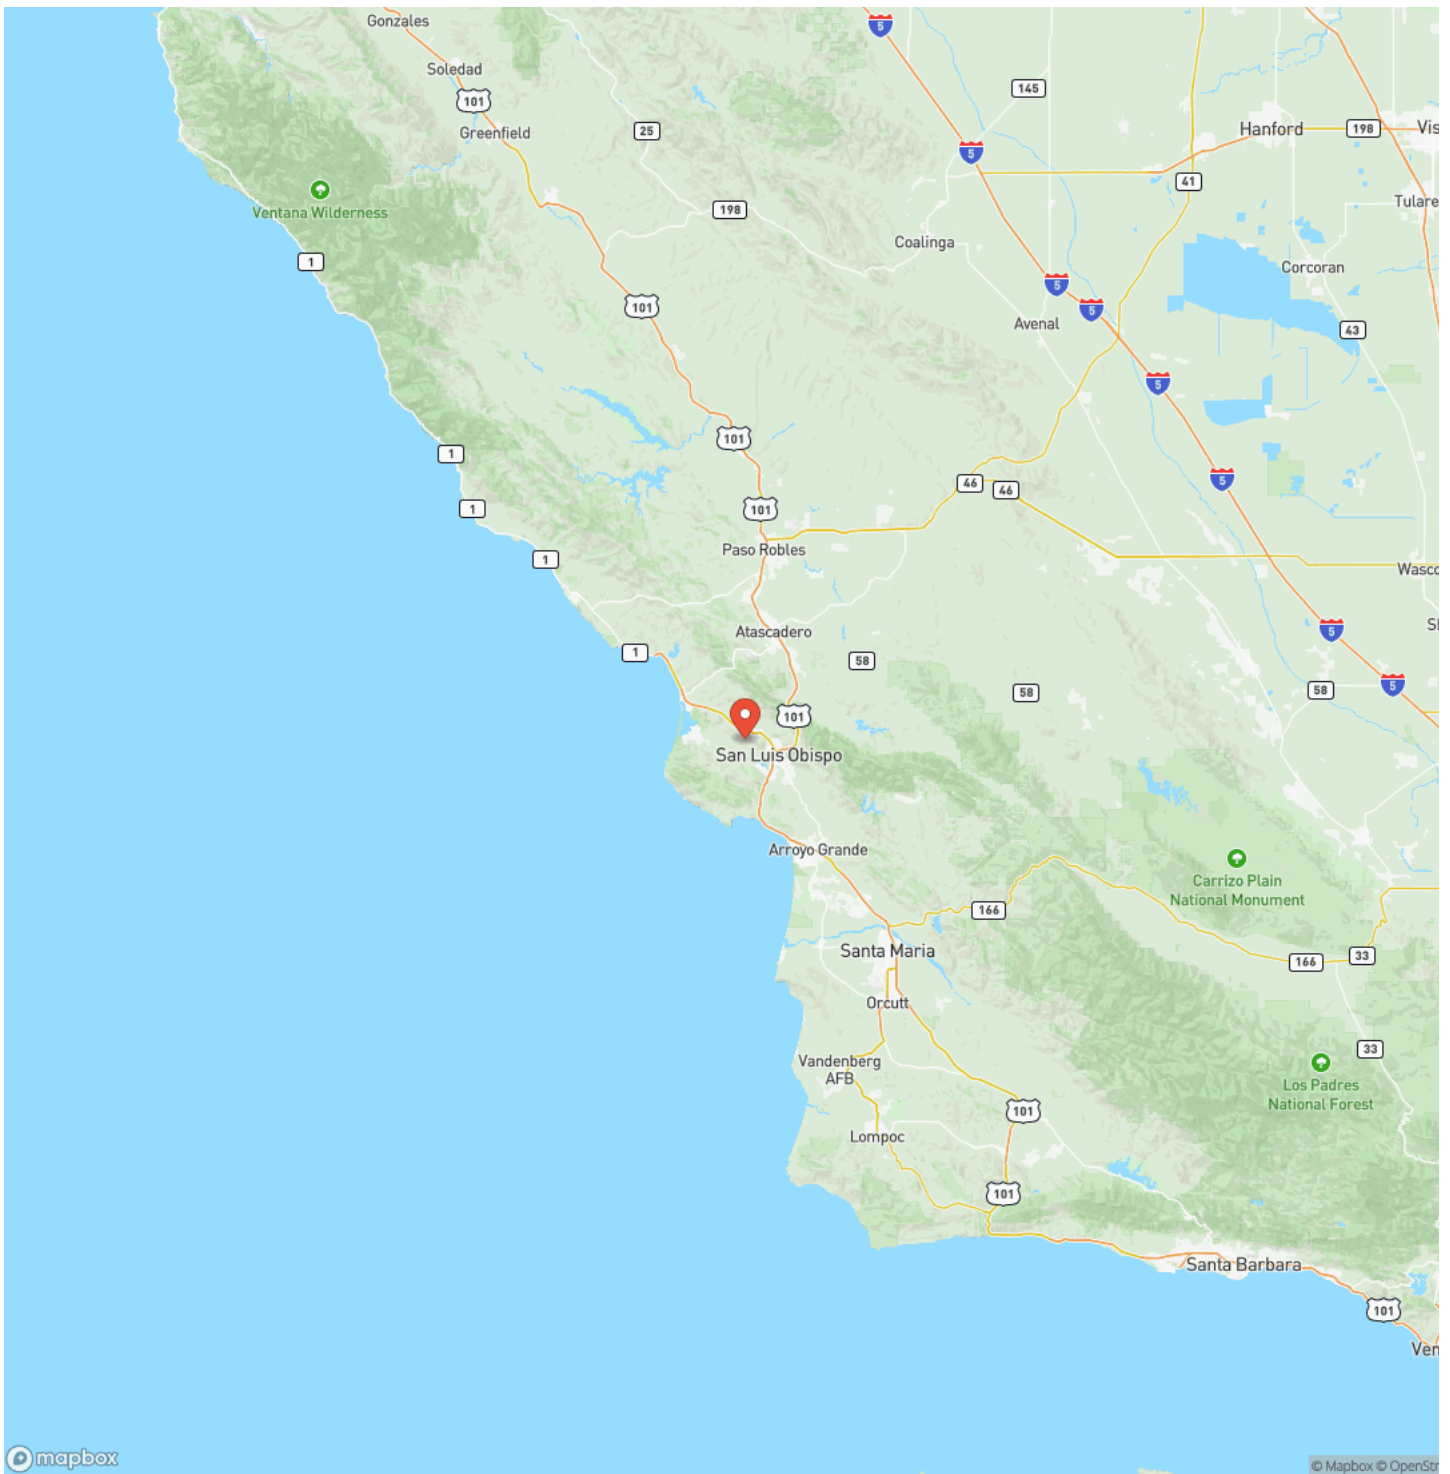 Gonzales
5
Soledad
145
101
Hanford
198
Vis
25
Greenfield
5
41
Ventana Wilderness
198
Tulare
Coalinga
1
Corcoran
5
101
5
Avenal
43
5
101
1
5
46
46
1
101
Paso Robles
1
Wasco
Atascadero
5
1
58
58
58
5
101
San Luis Obispo
Arroyo Grande
Carrizo Plain
National Monument
166
Santa Maria
166
33
Orcutt
33
Vandenberg
AFB
Los Padres
National Forest
101
Lompoc
101
Santa Barbara
101
Ven
mapbox
© Mapbox © OpenStr